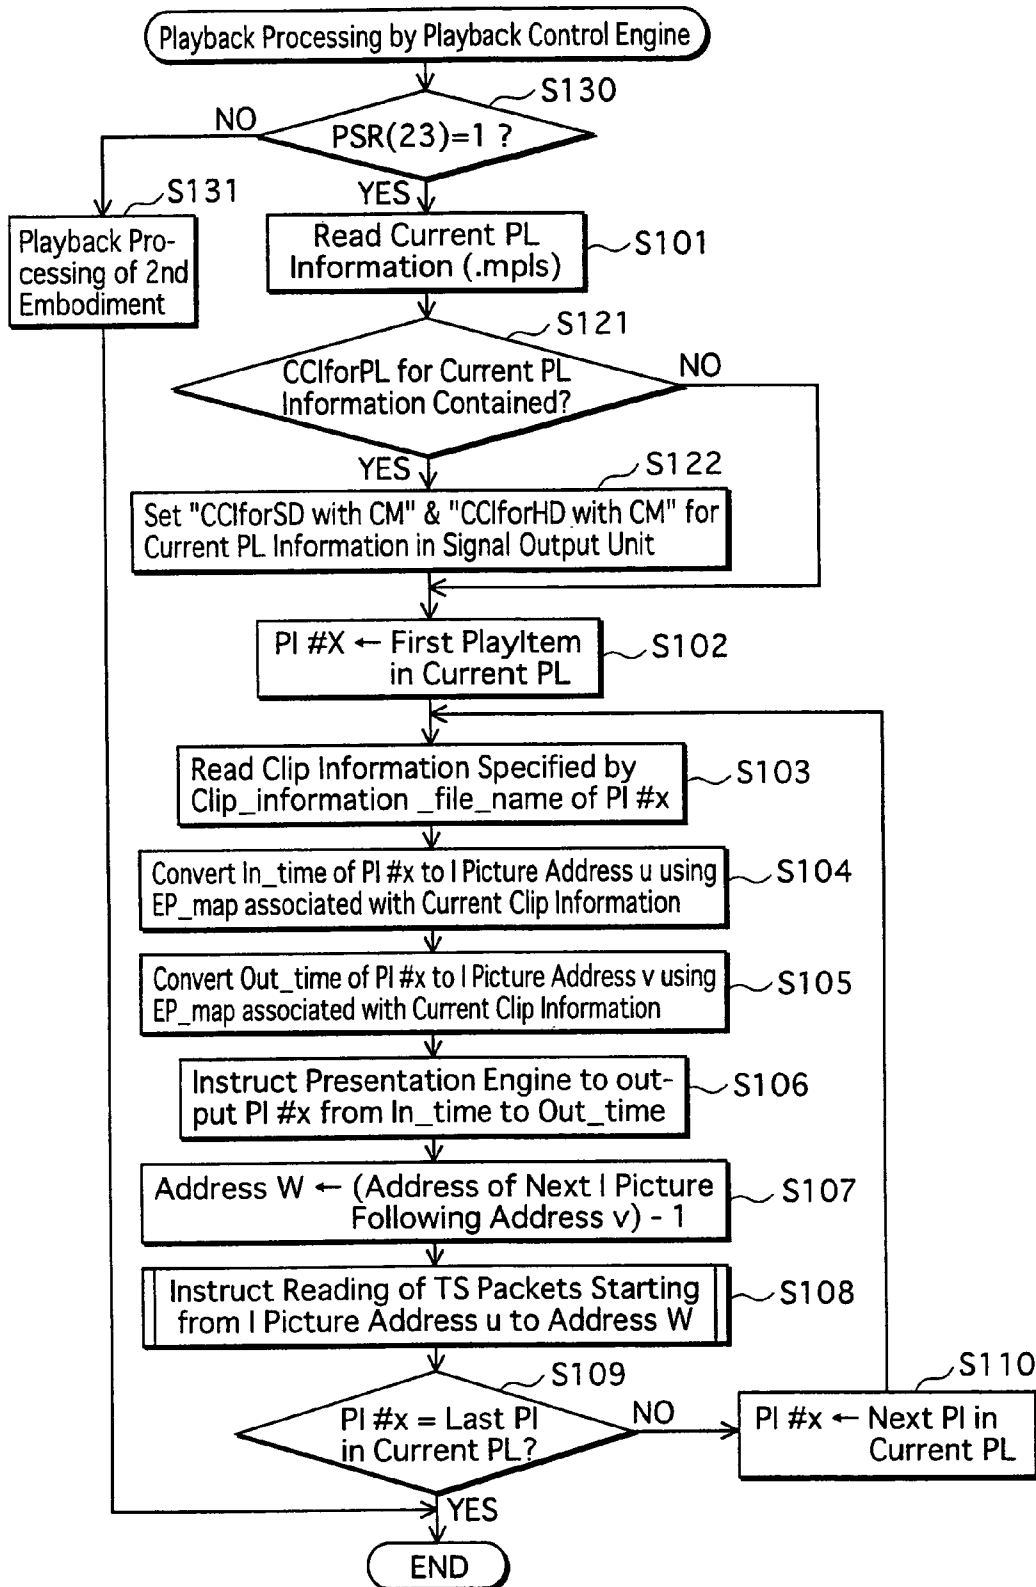 Playback Processing by Playback Control Engine
S130
NO
PSR(23)=1 ?
YES
S131
Playback Pro-
cessing of 2nd
Embodiment
Read Current PL
Information (.mpls)
S101
S121
CCIforPL for Current PL
Information Contained?
NO
YES
S122
Set "CCIforSD with CM" & "CCIforHD with CM" for
Current PL Information in Signal Output Unit
PI #X ← First PlayItem
in Current PL
S102
Read Clip Information Specified by
Clip_information _file_name of PI #x
S103
Convert In_time of PI #x to I Picture Address u using
EP_map associated with Current Clip Information
S104
Convert Out_time of PI #x to I Picture Address v using
EP_map associated with Current Clip Information
S105
Instruct Presentation Engine to out-
put PI #x from In_time to Out_time
S106
Address W ← (Address of Next I Picture
Following Address v) - 1
S107
Instruct Reading of TS Packets Starting
from I Picture Address u to Address W
S108
S109
PI #x = Last PI
in Current PL?
NO
S110
PI #x ← Next PI in
Current PL
YES
END